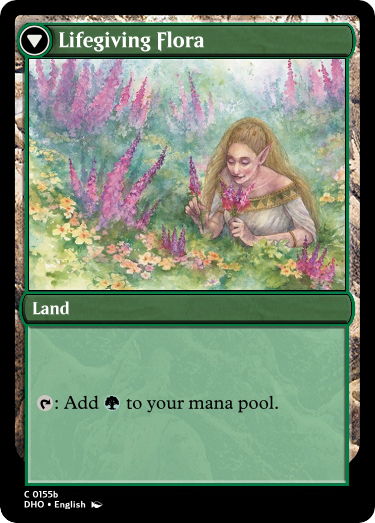 Lifegiving Flora
Land
: Add to your mana pool.
C 0155b
DHO • English